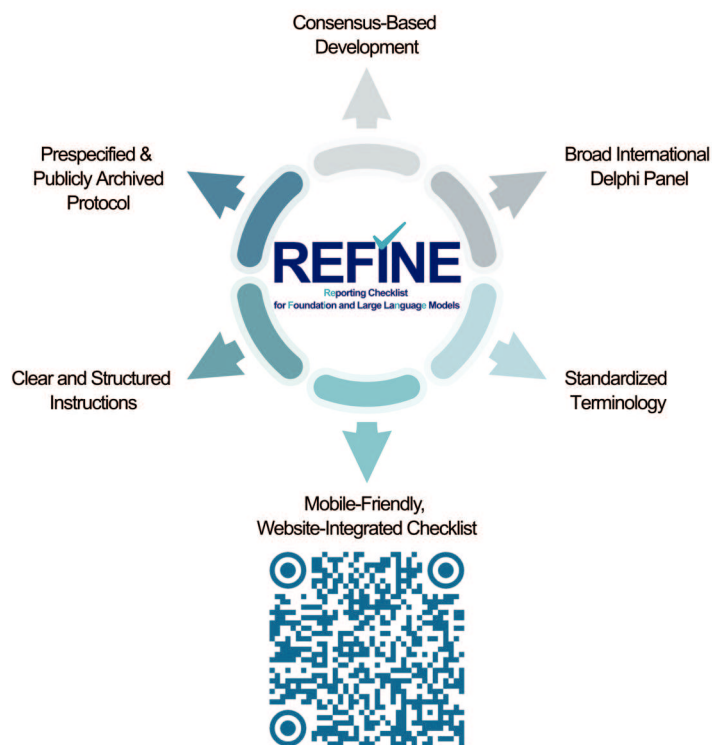 Consensus-Based
Development
Prespecified &
Publicly Archived
Protocol
Broad International
Delphi Panel
REFINE
Reporting Checklist
for Foundation and Large Language Models
Clear and Structured
Instructions
Standardized
Terminology
Mobile-Friendly,
Website-Integrated Checklist